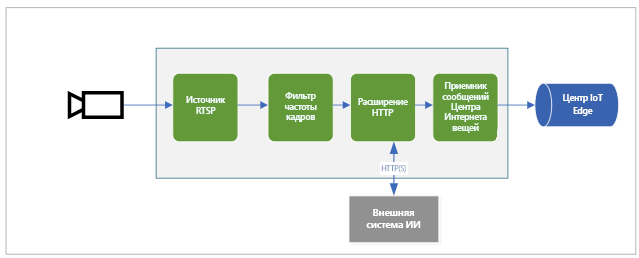 Источник
RTSP
Фильтр
частоты
кадров
Расширение
HTTP
Приемник
сообщений
Центра
Интернета
вещей
Центр IoT
Edge
HTTP(S)
Внешняя
система ИИ